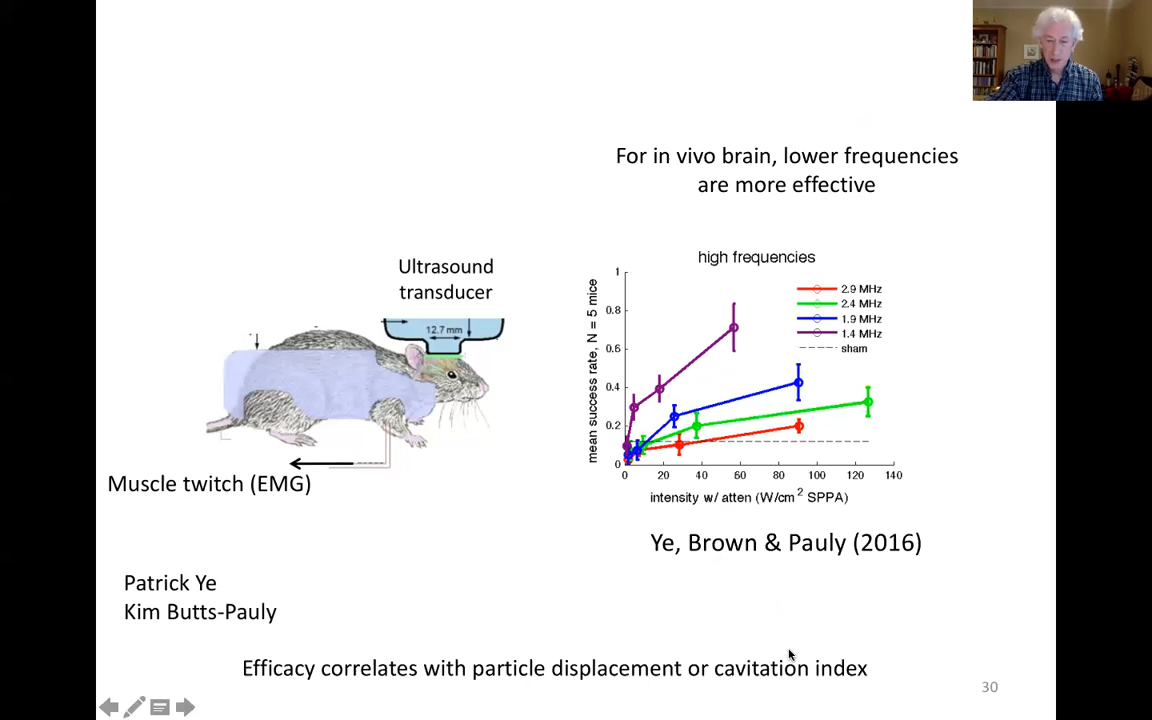 For in vivo brain, lower frequencies
are more effective
Ultrasound
transducer
12.7 mm
Muscle twitch (EMG)
high frequencies
mean success rate, N = 5 mice
1
0.8
0.6
0.4
0.2
0
0
20
40
60
80
100
120
140
2.9 MHz
2.4 MHz
1.9 MHz
1.4 MHz
sham
intensity w/ atten (W/cm² SPPA)
Ye, Brown & Pauly (2016)
Patrick Ye
Kim Butts-Pauly
Efficacy correlates with particle displacement or cavitation index
30